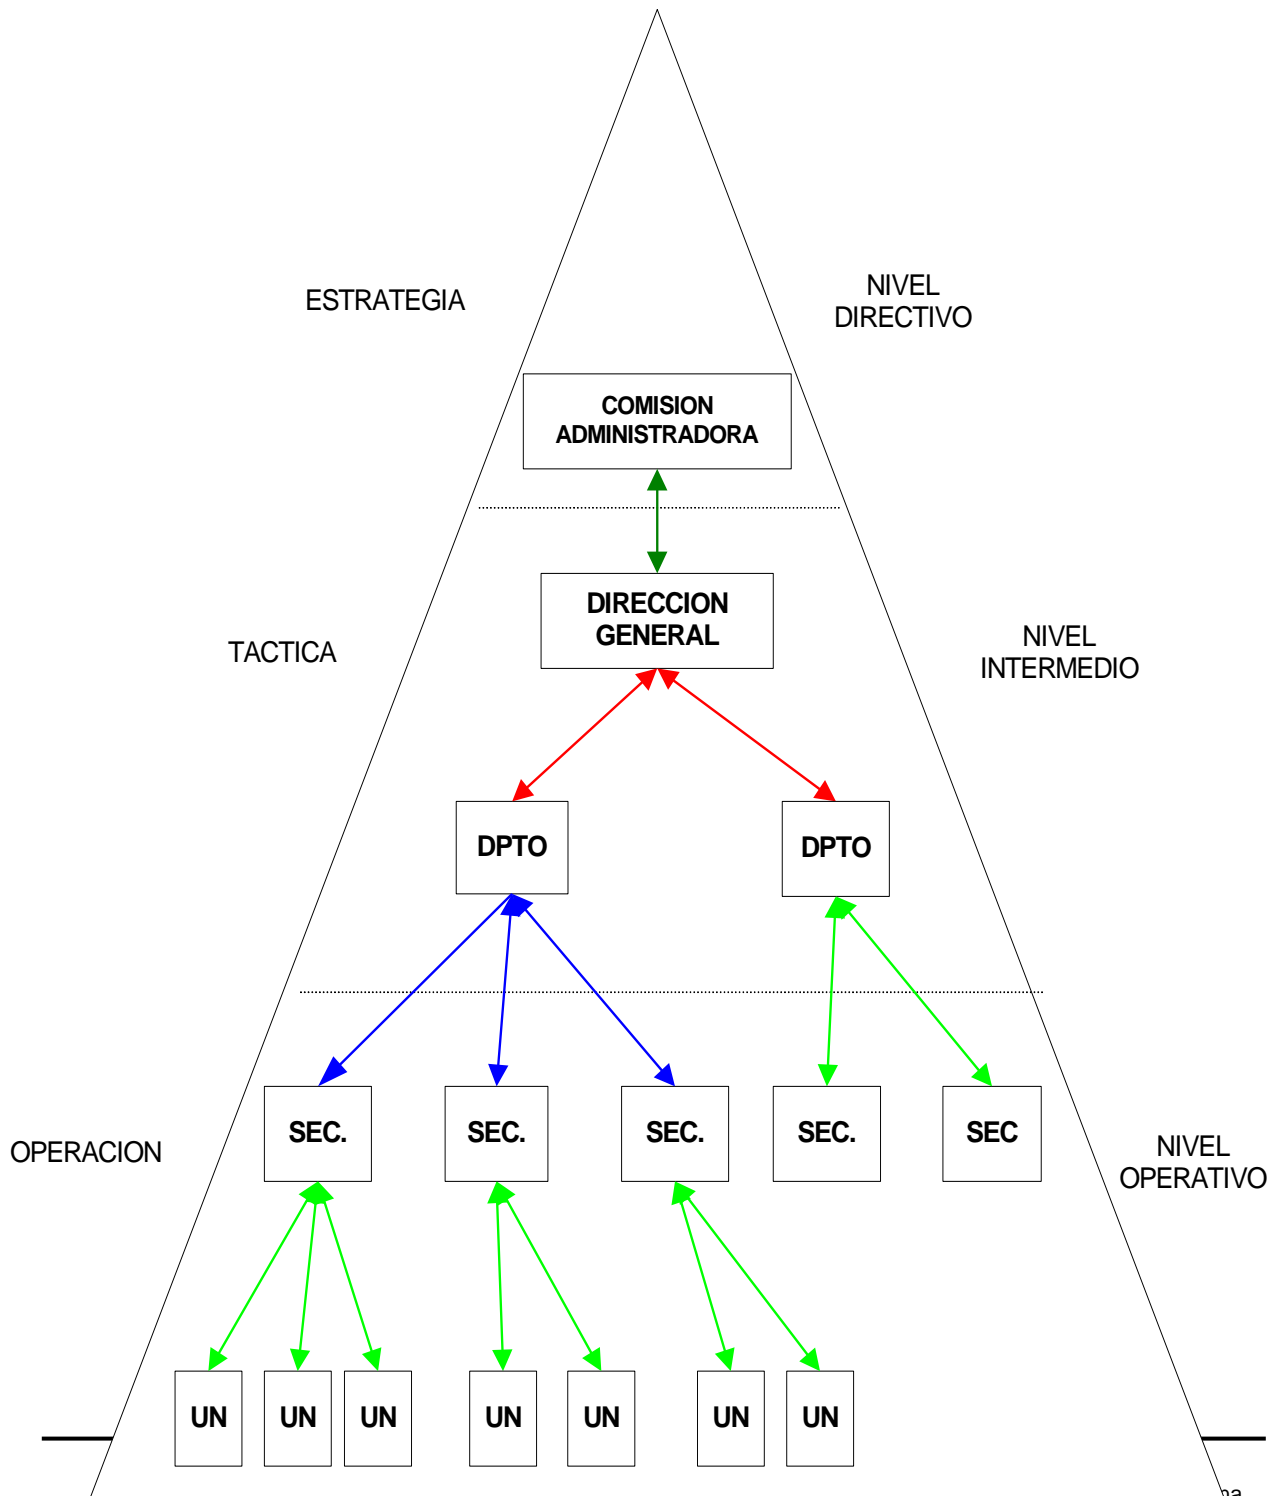 ESTRATEGIA
NIVEL
DIRECTIVO
COMISION
ADMINISTRADORA
DIRECCION
GENERAL
TACTICA
NIVEL
INTERMEDIO
DPTO
DPTO
SEC.
SEC.
SEC.
SEC.
SEC
OPERACION
NIVEL
OPERATIVO
UN
UN
UN
UN
UN
UN
UN